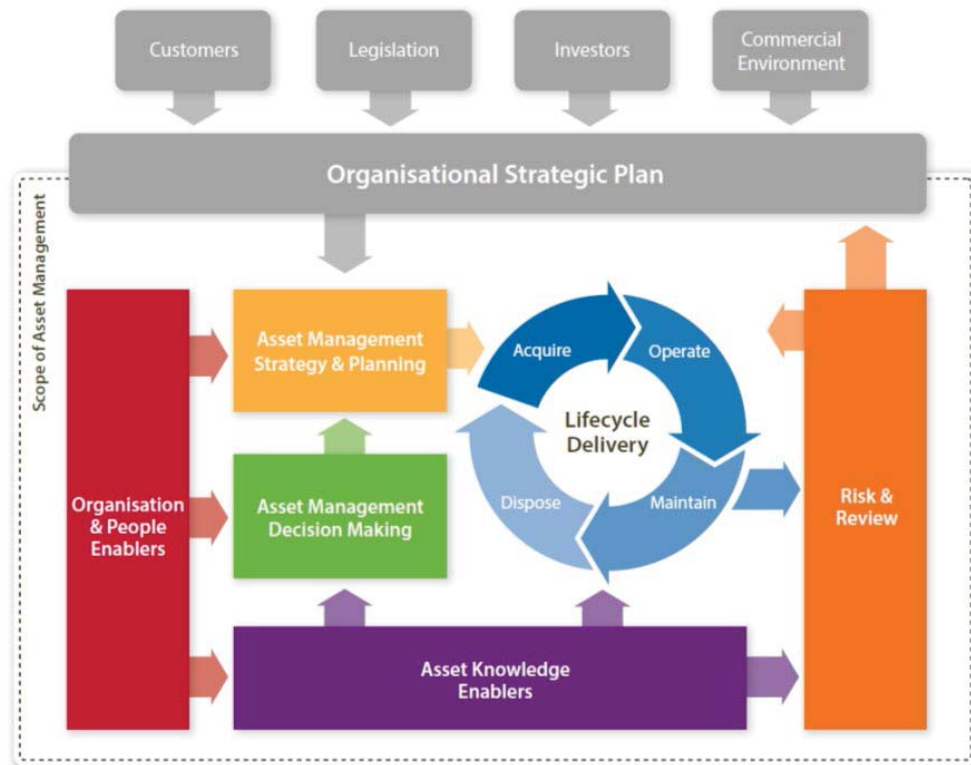 Customers
Legislation
Investors
Commercial
Environment
Organisational Strategic Plan
Scope of Asset Management
Organisation
& People
Enablers
Asset Management
Strategy & Planning
Asset Management
Decision Making
Acquire
Operate
Lifecycle
Delivery
Dispose
Maintain
Risk &
Review
Asset Knowledge
Enablers